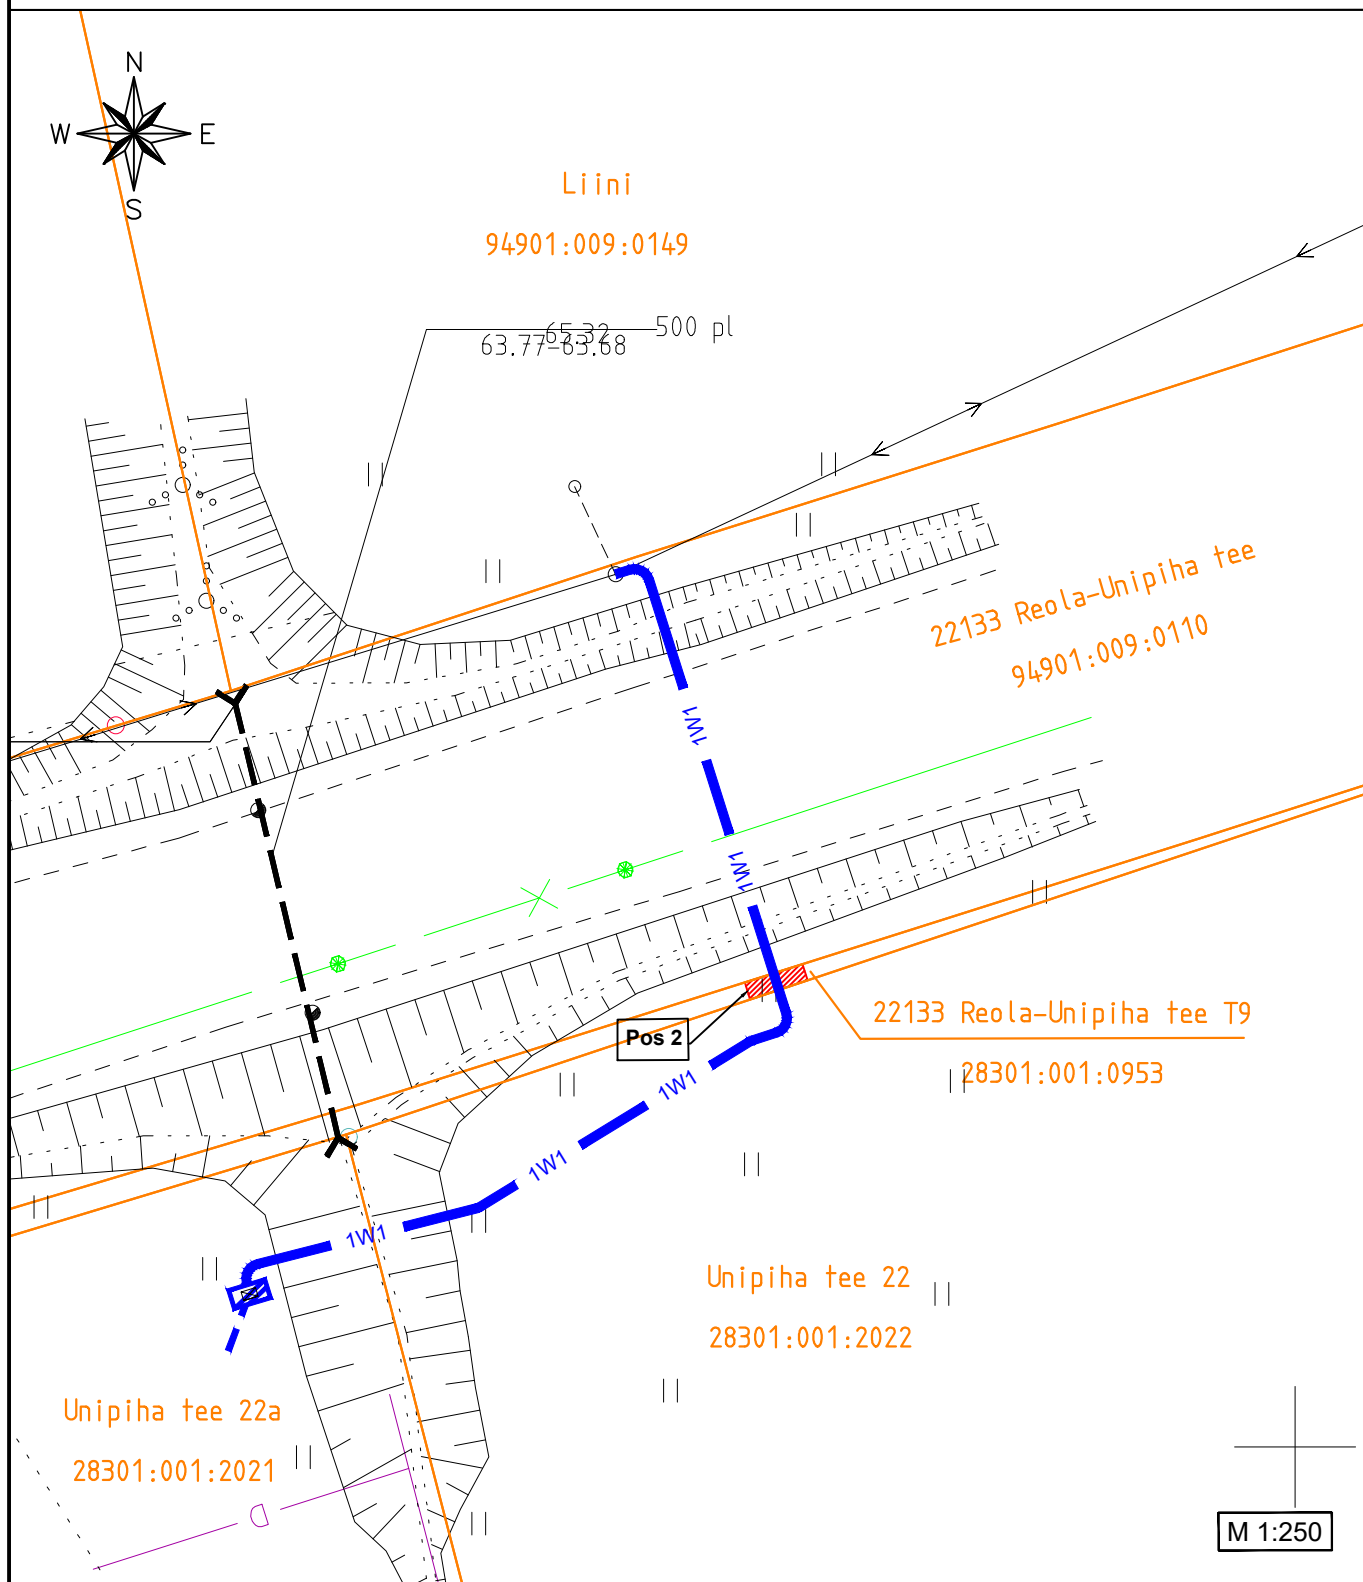 N
W E
S
Liini
94901:009:0149
65.32
63.77-63.68
500 pl
22133 Reola-Unipiha tee
94901:009:0110
1W1
1W1
22133 Reola-Unipiha tee T9
28301:001:0953
Pos 2
1W1
1W1
1W1
Unipiha tee 22
28301:001:2022
Unipiha tee 22a
28301:001:2021
D
M 1:250